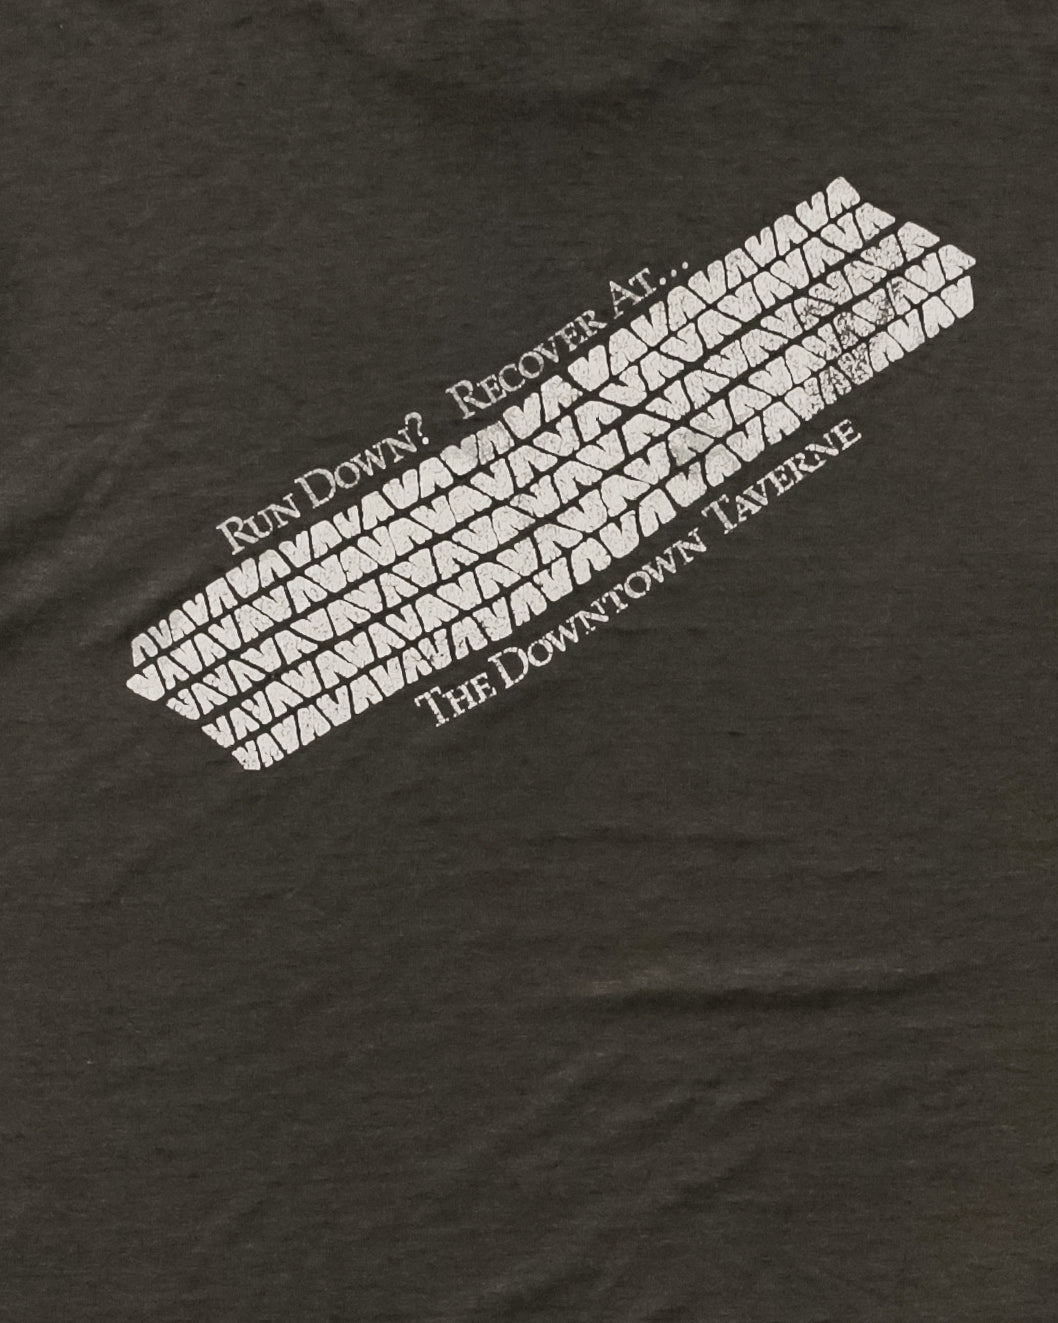 Run Down? Recover At...
The Downtown Taverne